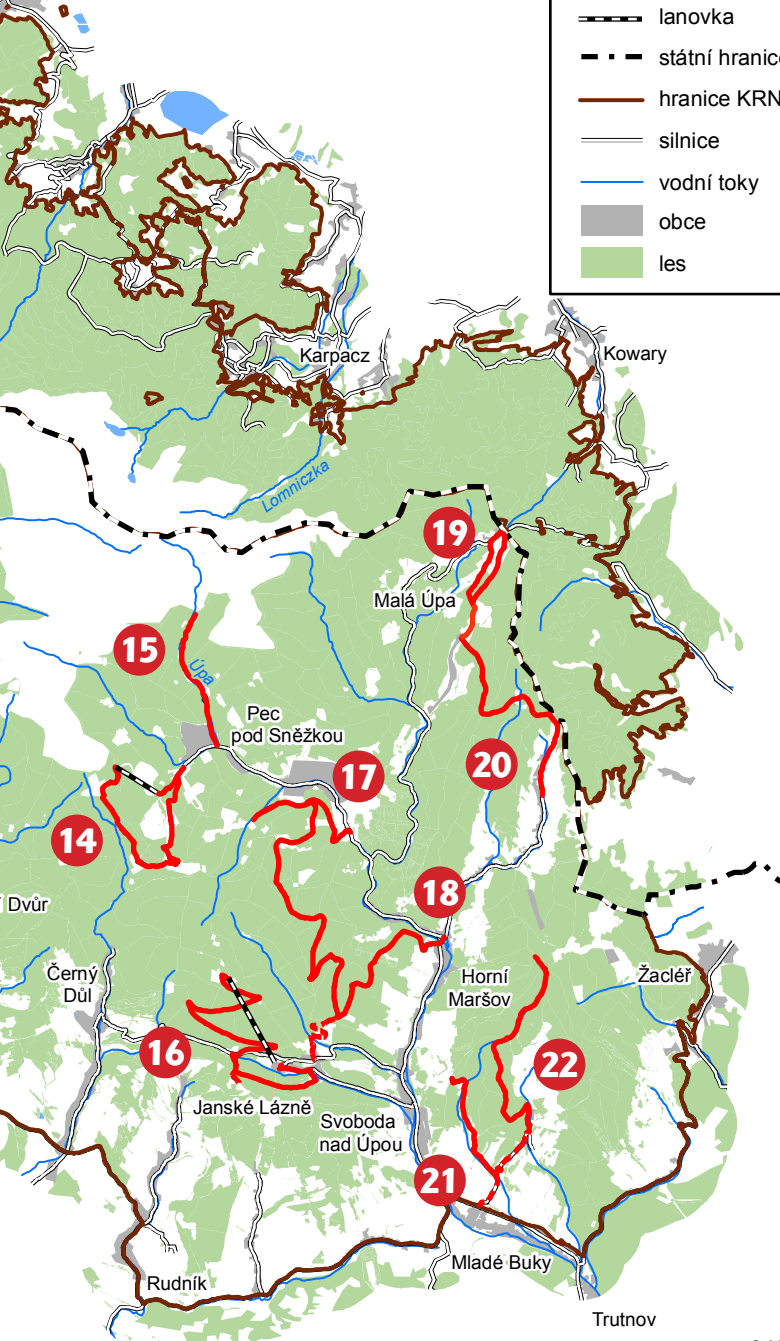 lanovka
státní hranice
hranice KRN
silnice
vodní toky
obce
les
Karpacz
Kowary
Lomniczka
19
Malá Úpa
15
Úpa
Pec
pod Sněžkou
20
17
14
18
Dvůr
Černý
Důl
Horní
Maršov
Žacléř
16
22
Janské Lázně
Svoboda
nad Úpou
21
Mladé Buky
Rudník
Trutnov